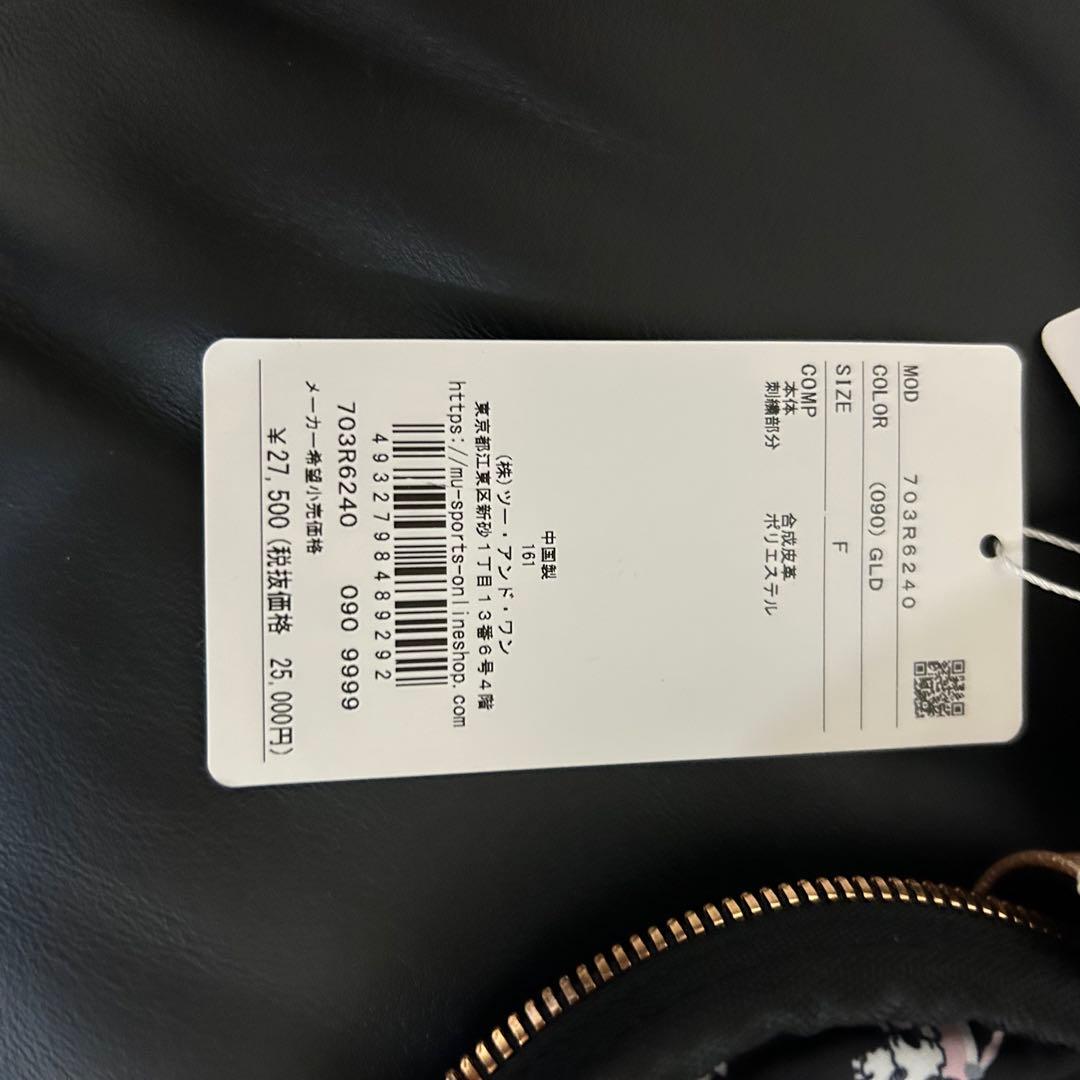 MOD 703R6240
COLOR (090) GLD
SIZE F
COMP
本体 合成皮革
刺繍部分 ポリエステル
中国製
161
(株)ツー・アンド・ワン
東京都江東区新砂1丁目13番6号4階
https://mu-sports-onlineshop.com
4932798489292
703R6240 090 9999
メーカー希望小売価格
¥27,500(税抜価格 25,000円)